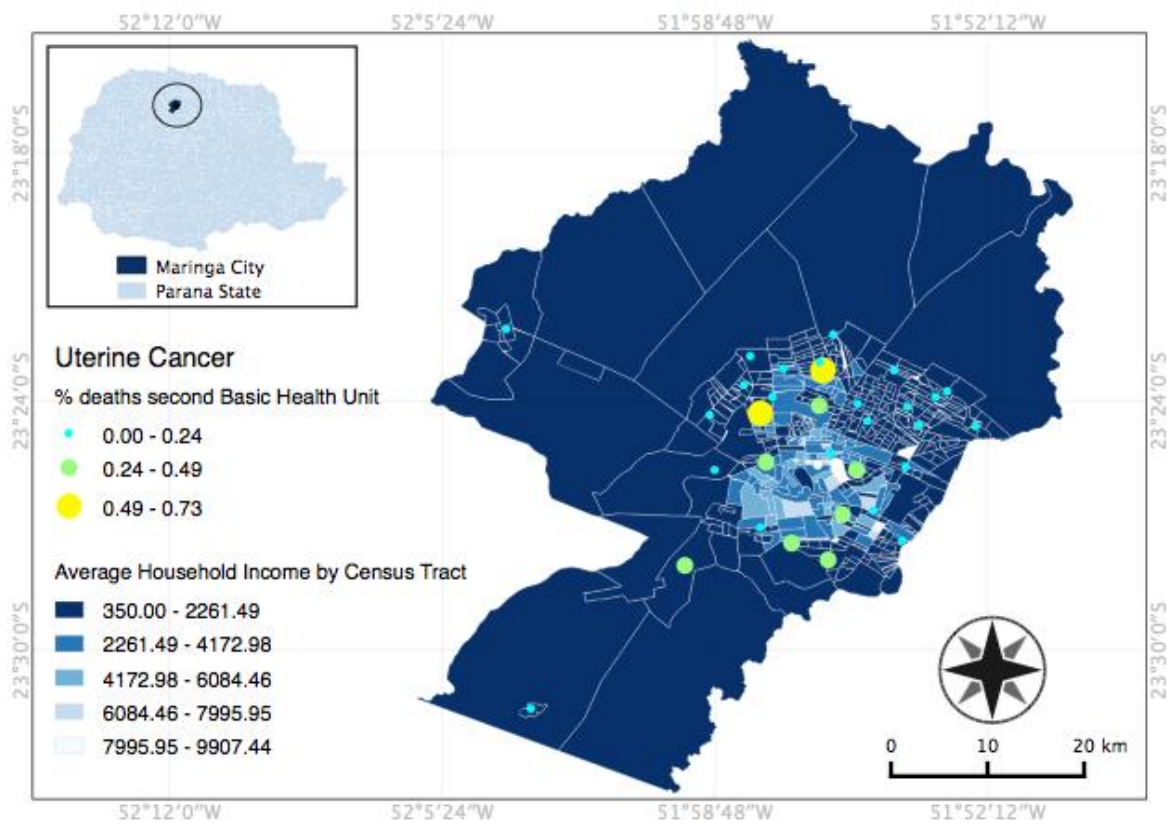 52°12'0"W 52°5'24"W 51°58'48"W 51°52'12"W
23°18'0"S
23°18'0"S
Maringa City
Parana State
Uterine Cancer
% deaths second Basic Health Unit
0.00 - 0.24
0.24 - 0.49
0.49 - 0.73
23°24'0"S
23°24'0"S
Average Household Income by Census Tract
350.00 - 2261.49
2261.49 - 4172.98
4172.98 - 6084.46
6084.46 - 7995.95
7995.95 - 9907.44
23°30'0"S
23°30'0"S
0 10 20 km
52°12'0"W 52°5'24"W 51°58'48"W 51°52'12"W